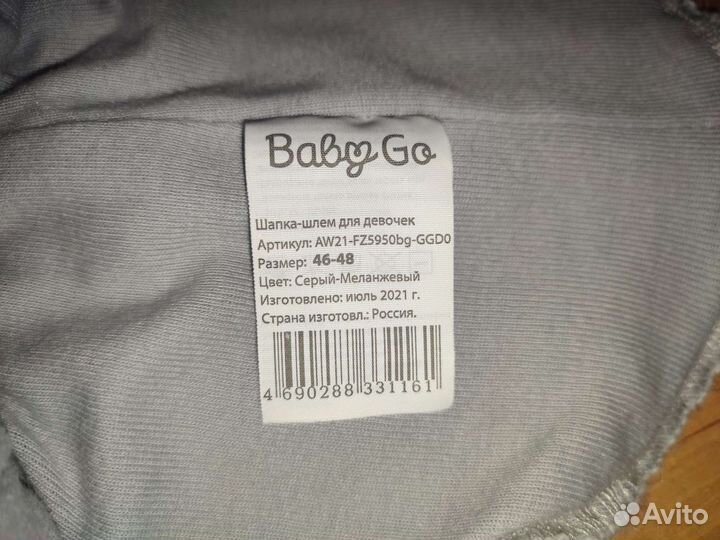 Baby Go
Шапка-шлем для девочек
Артикул: AW21-FZ5950bg-GGD0
Размер: 46-48
Цвет: Серый-Меланжевый
Изготовлено: июль 2021 г.
Страна изготовл.: Россия.
4 690288 331161
Avito